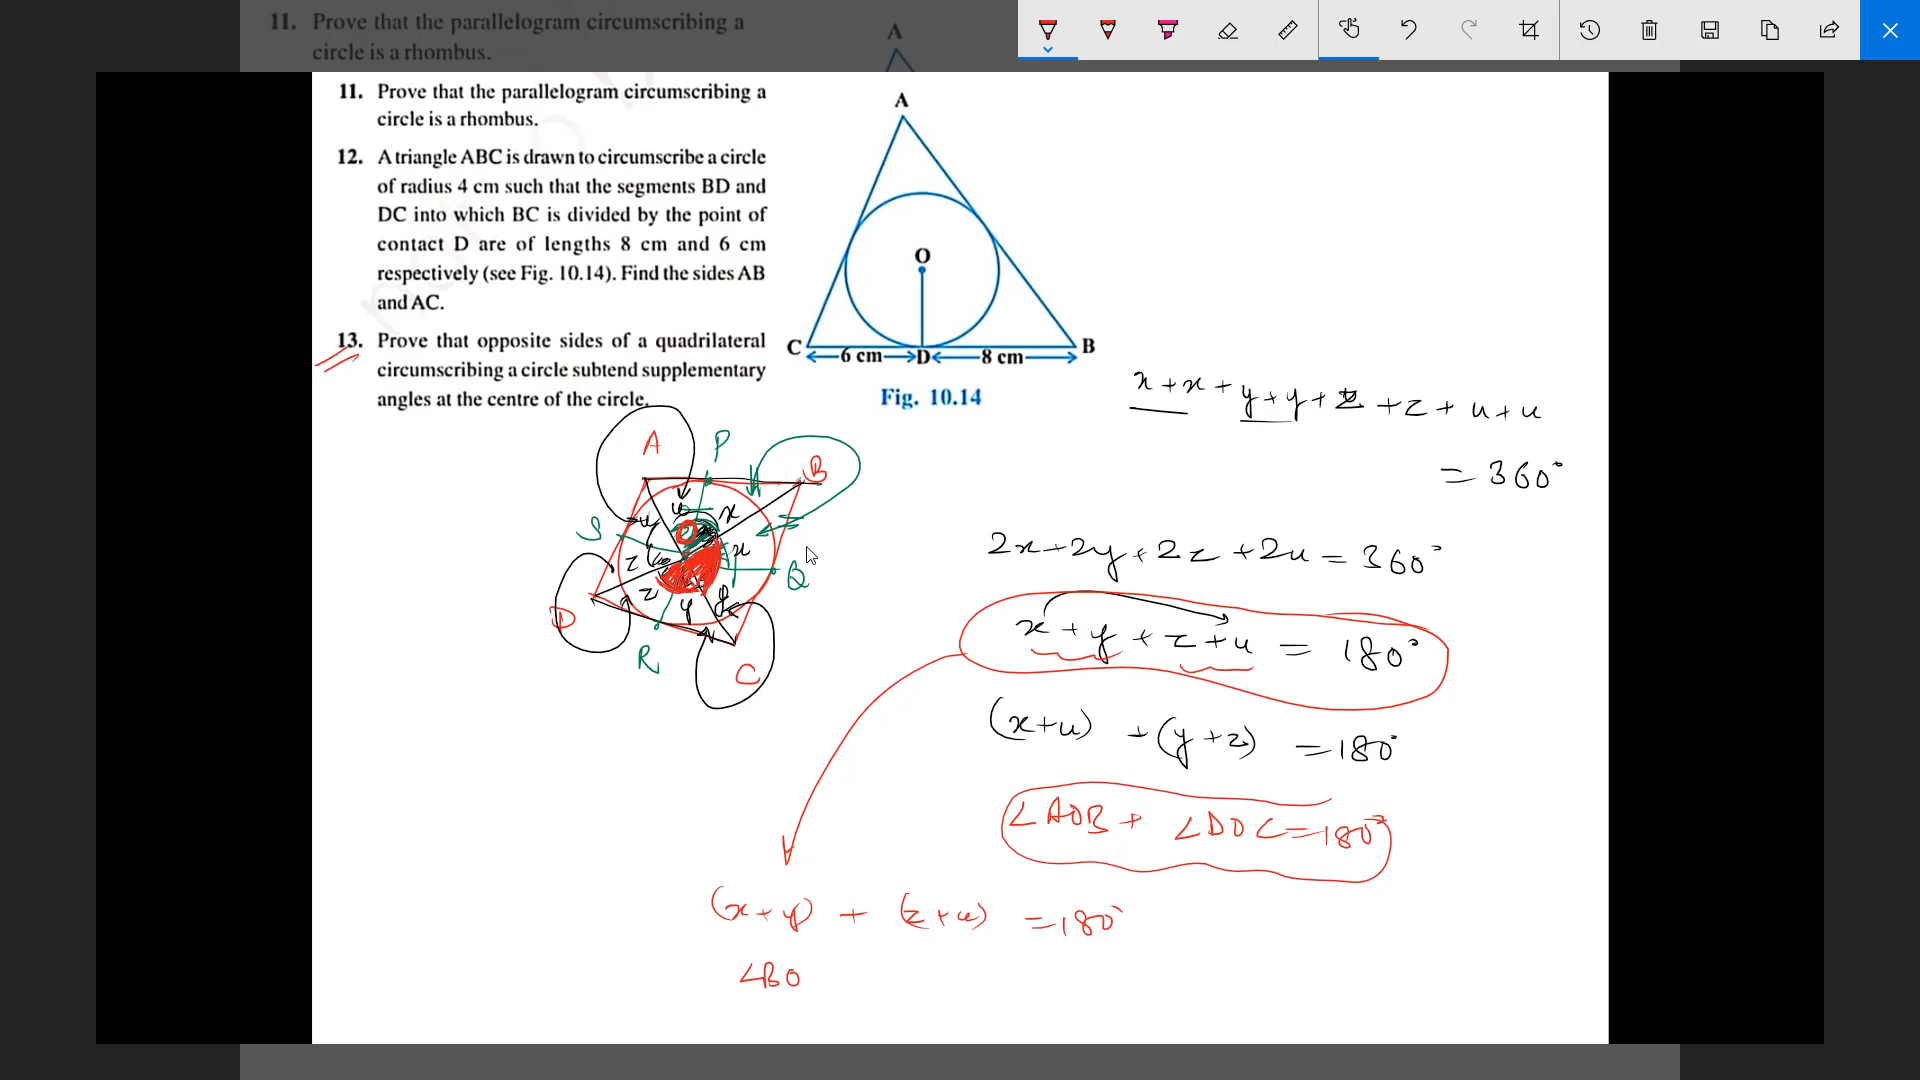 11. Prove that the parallelogram circumscribing a
circle is a rhombus.
A
11. Prove that the parallelogram circumscribing a
circle is a rhombus.
12. A triangle ABC is drawn to circumscribe a circle
of radius 4 cm such that the segments BD and
DC into which BC is divided by the point of
contact D are of lengths 8 cm and 6 cm
respectively (see Fig. 10.14). Find the sides AB
and AC.
13. Prove that opposite sides of a quadrilateral
circumscribing a circle subtend supplementary
angles at the centre of the circle.
A
O
C 6 cm D 8 cm B
Fig. 10.14
A P B
u x
S u x
z Q
D z y y
R C
x + x + y + y + z + z + u + u
= 360°
2x + 2y + 2z + 2u = 360°
x + y + z + u = 180°
(x+u) + (y+z) = 180°
∠AOB + ∠DOC = 180°
(x+y) + (z+u) = 180°
∠BO